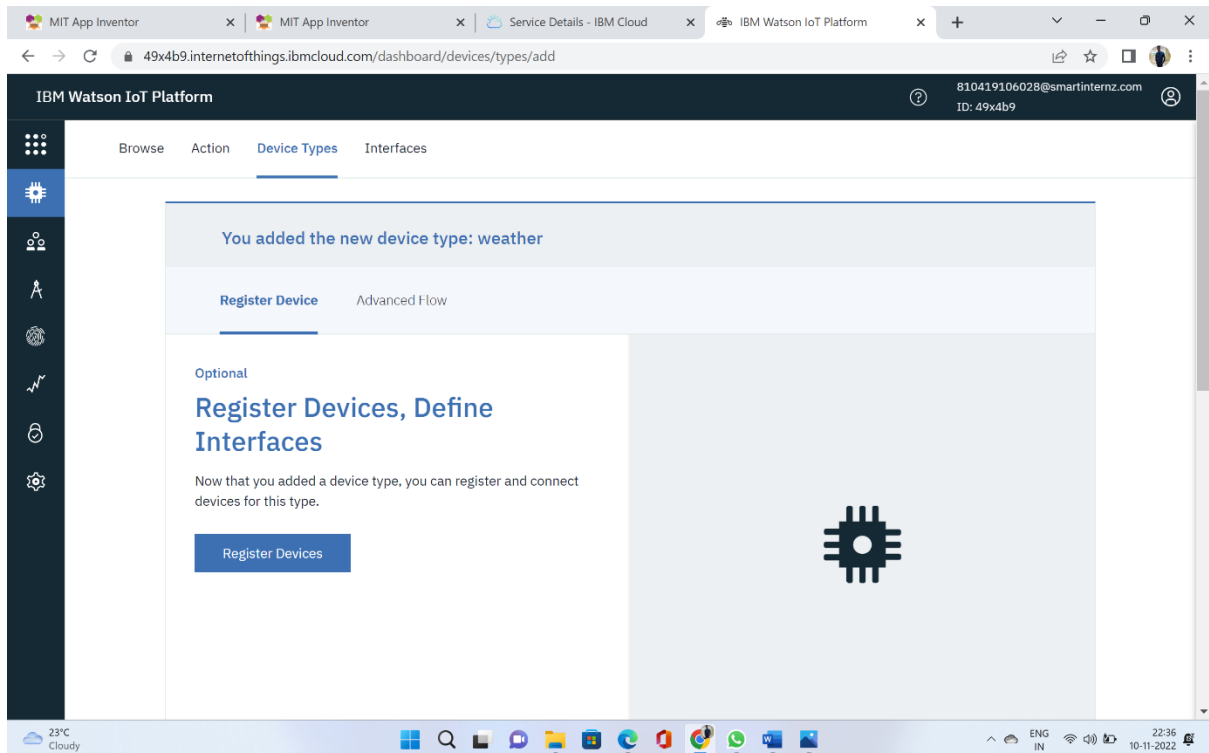 MIT App Inventor
MIT App Inventor
Service Details - IBM Cloud
IBM Watson IoT Platform
49x4b9.internetofthings.ibmcloud.com/dashboard/devices/types/add
IBM Watson IoT Platform
810419106028@smartinternz.com
ID: 49x4b9
Browse Action Device Types Interfaces
You added the new device type: weather
Register Device Advanced Flow
Optional
Register Devices, Define
Interfaces
Now that you added a device type, you can register and connect
devices for this type.
Register Devices
23°C
Cloudy
ENG
IN
22:36
10-11-2022